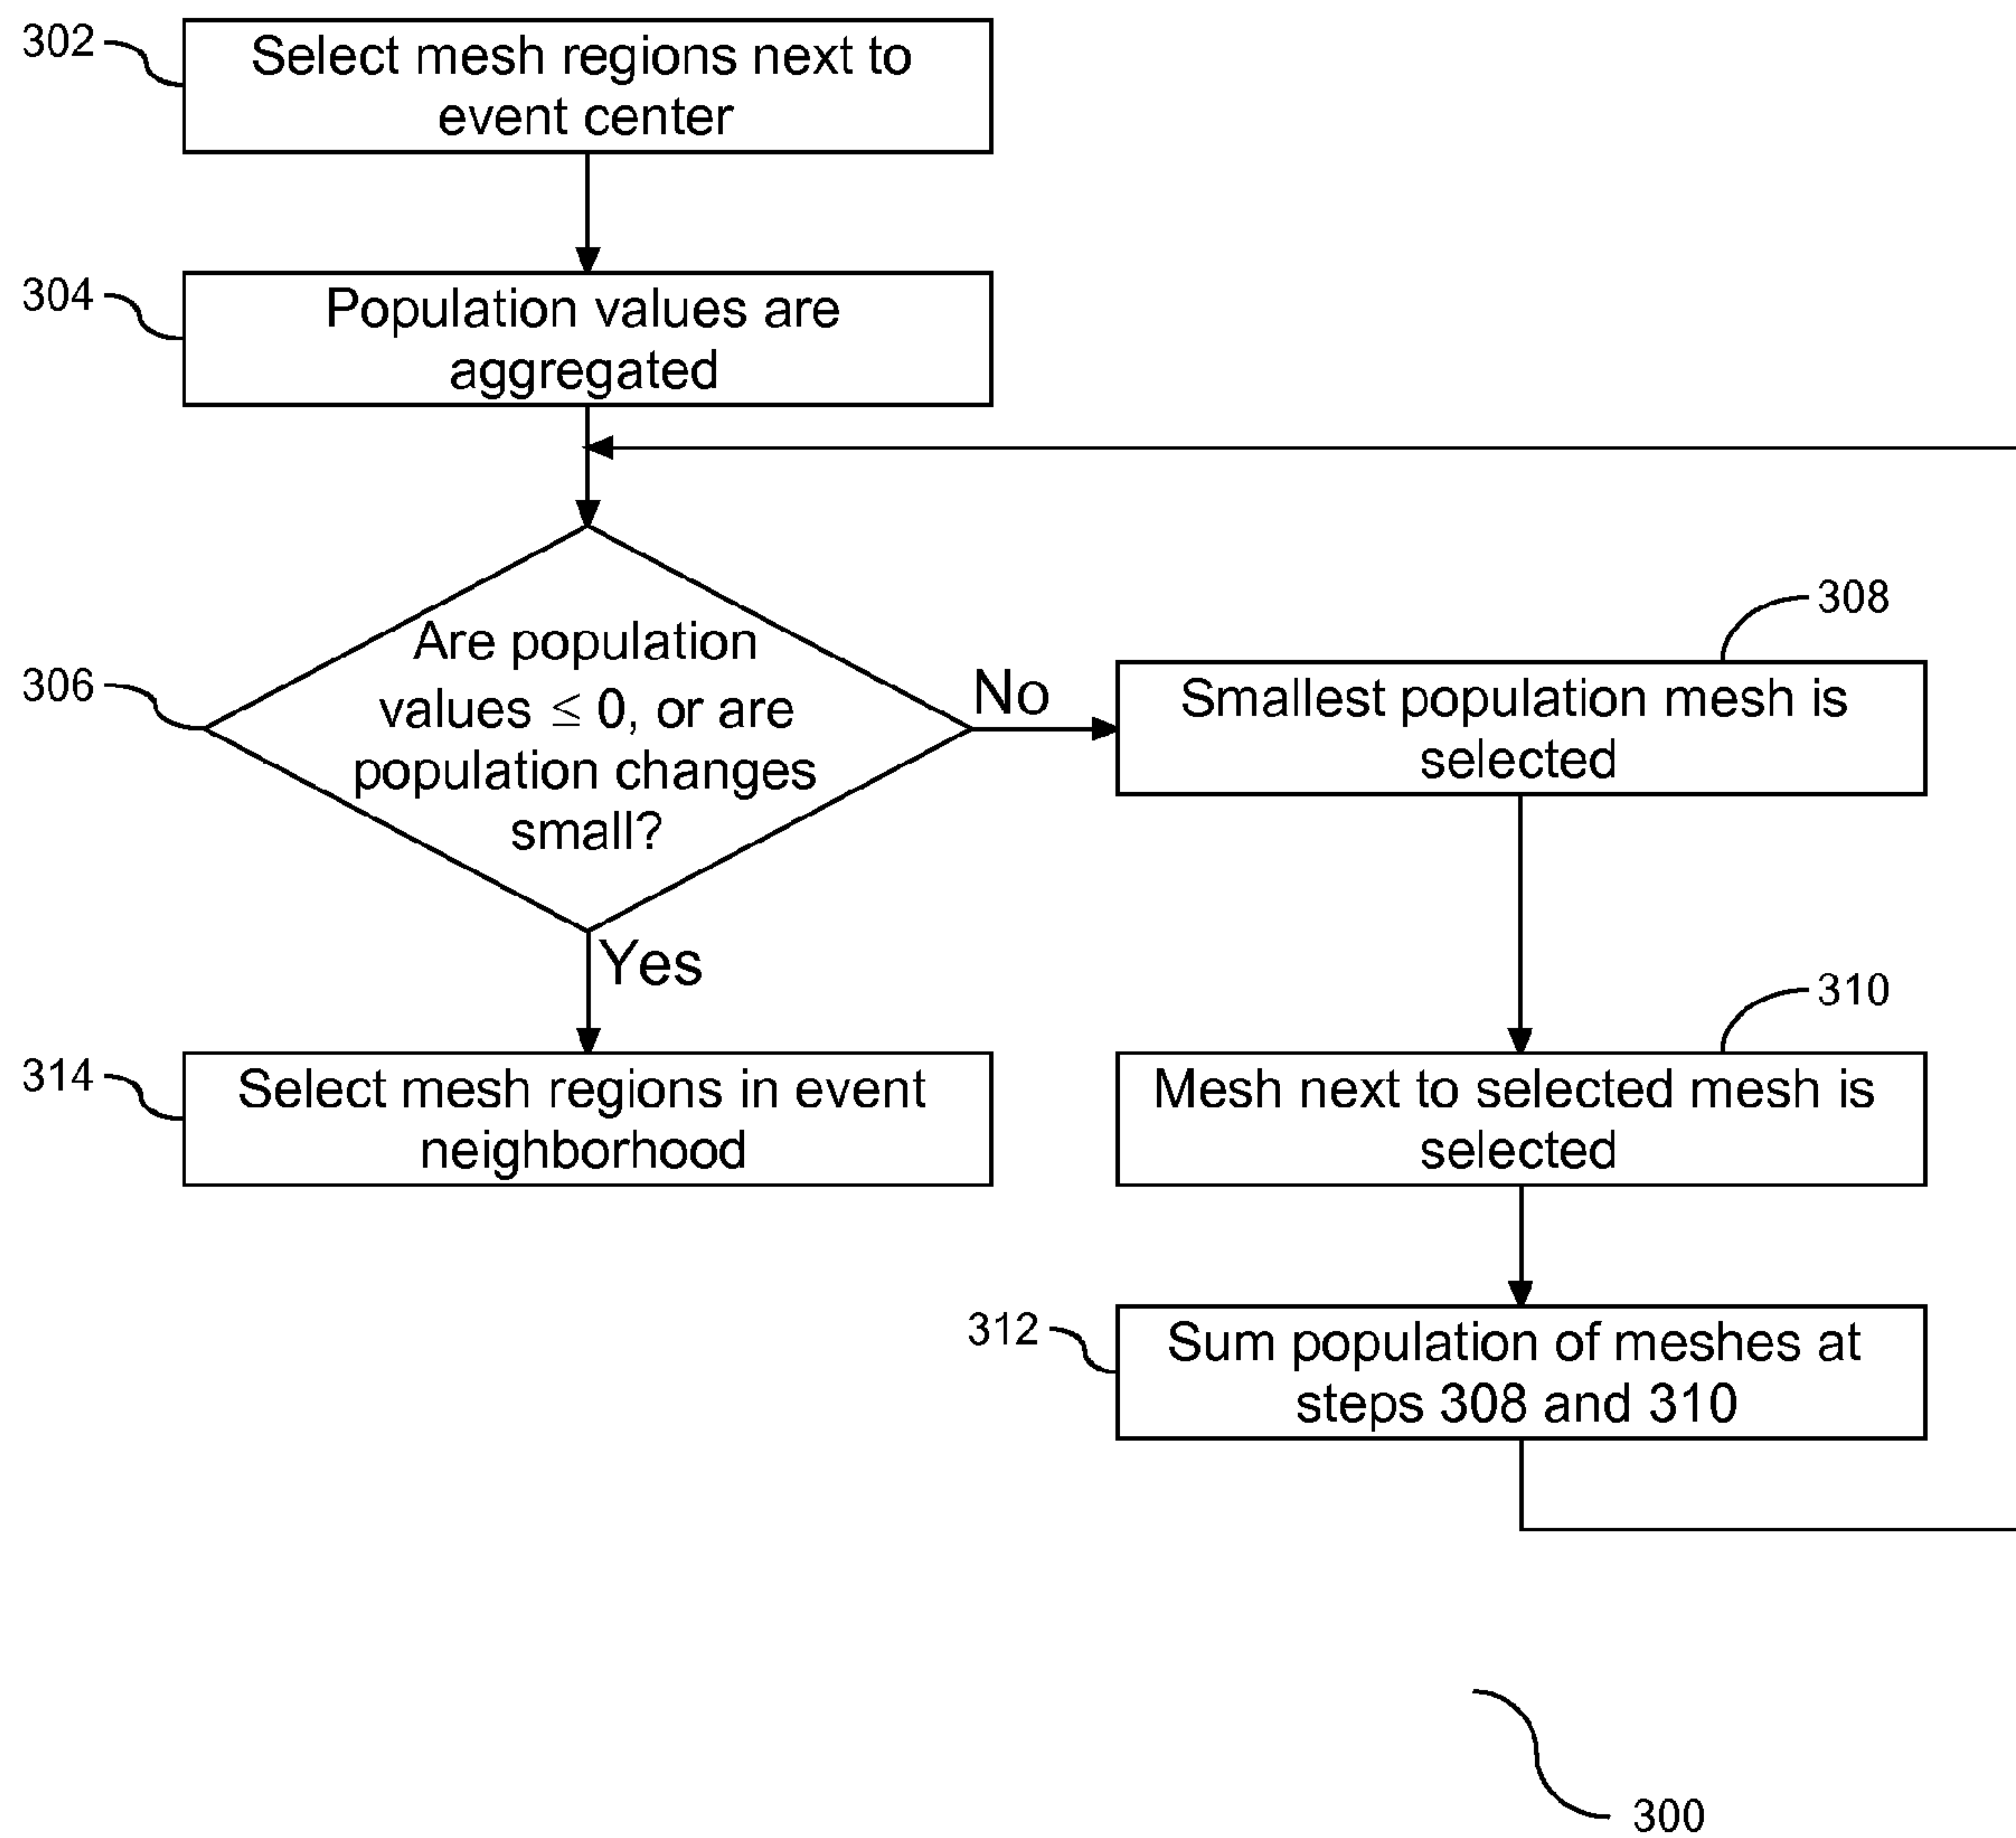 302
Select mesh regions next to
event center
304
Population values are
aggregated
306
Are population
values ≤ 0, or are
population changes
small?
No
Yes
308
Smallest population mesh is
selected
310
Mesh next to selected mesh is
selected
312
Sum population of meshes at
steps 308 and 310
314
Select mesh regions in event
neighborhood
300